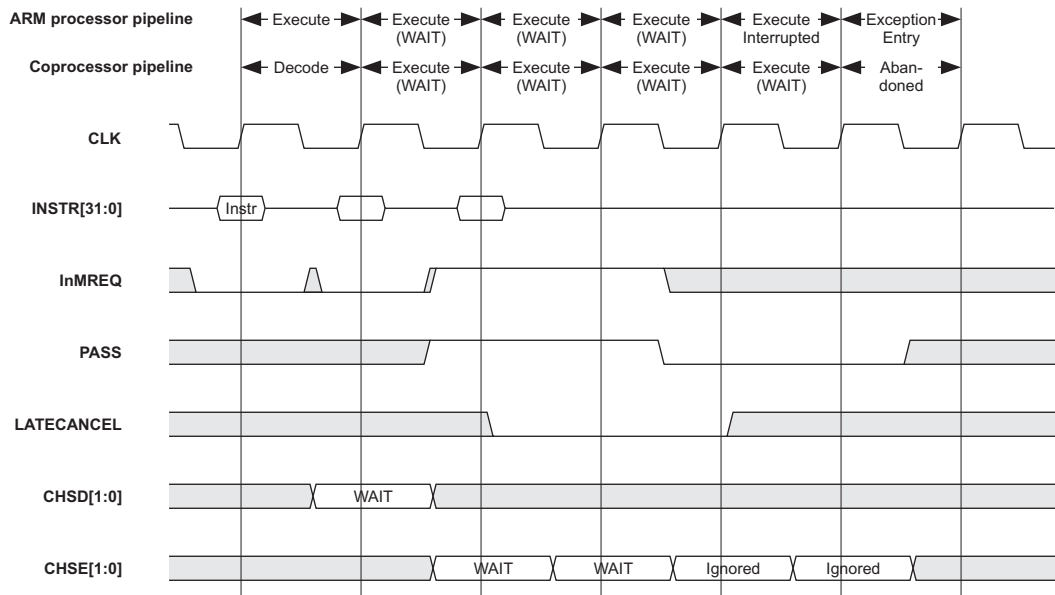 ARM processor pipeline Execute Execute Execute Execute Execute Exception
(WAIT) (WAIT) (WAIT) Interrupted Entry
Coprocessor pipeline Decode Execute Execute Execute Execute Aban-
(WAIT) (WAIT) (WAIT) (WAIT) doned
CLK
INSTR[31:0] Instr
InMREQ
PASS
LATECANCEL
CHSD[1:0] WAIT
CHSE[1:0] WAIT WAIT Ignored Ignored